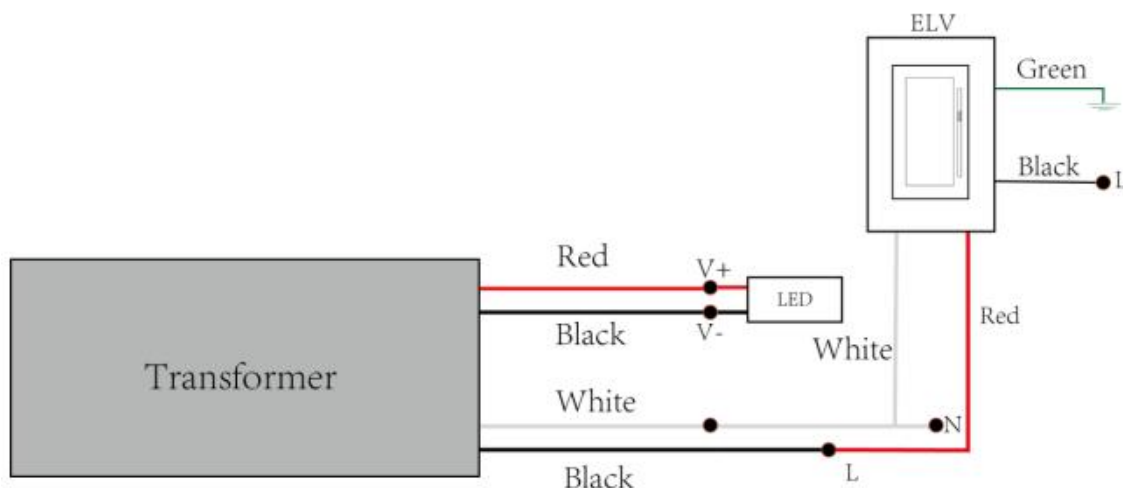 ELV
Green
Black
L
Red
V+
LED
Black
V-
White
Red
Transformer
White
N
Black
L